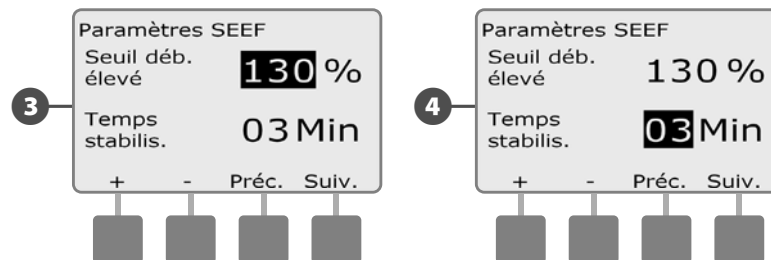 3
Paramètres SEEF
Seuil déb.
élevé
130 %
Temps
stabilis.
03 Min
+ - Préc. Suiv.
4
Paramètres SEEF
Seuil déb.
élevé
130 %
Temps
stabilis.
03 Min
+ - Préc. Suiv.